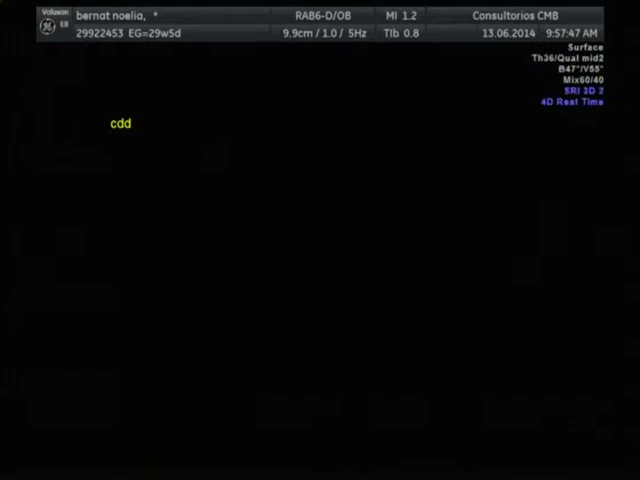 Voluson
GE E8
bernat noelia, *
RAB6-D/OB
MI 1.2
Consultorios CMB
29922453 EG=29w5d
9.9cm / 1.0 / 5Hz
TIb 0.8
13.06.2014
9:57:47 AM
Surface
Th36/Qual mid2
B47°/V55°
Mix60/40
SRI 3D 2
4D Real Time
cdd